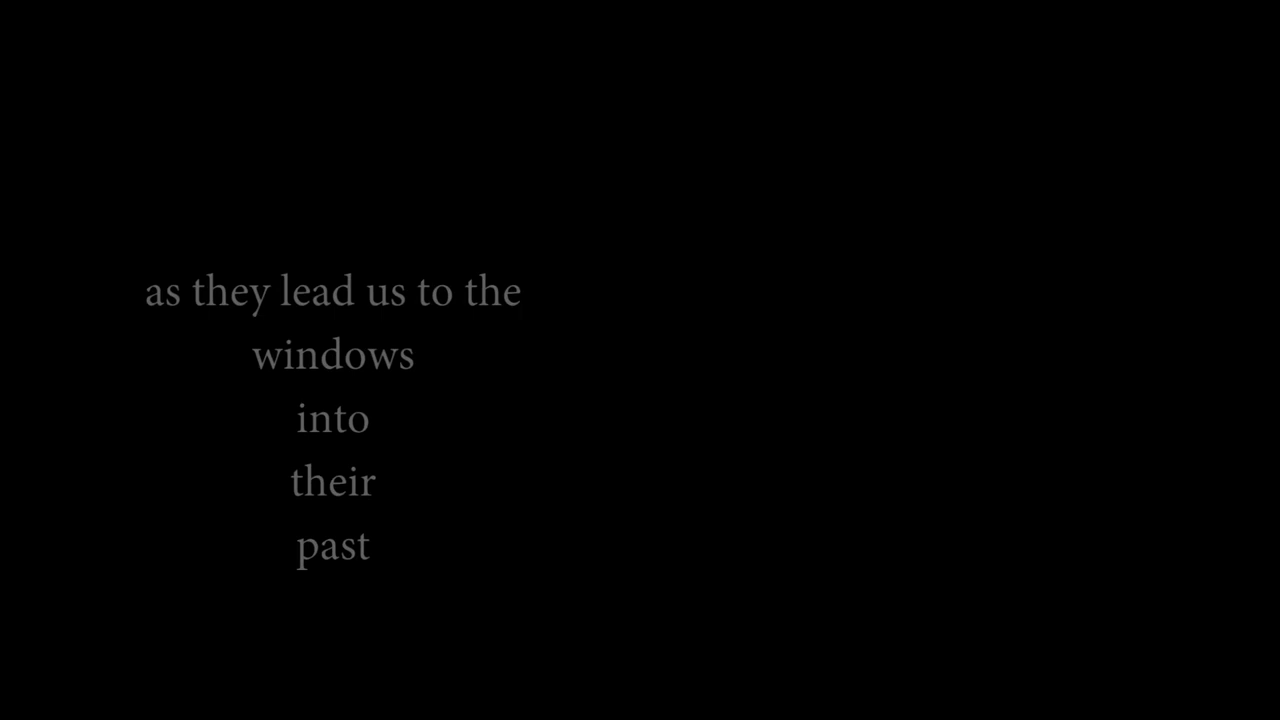 as they lead us to the
windows
into
their
past